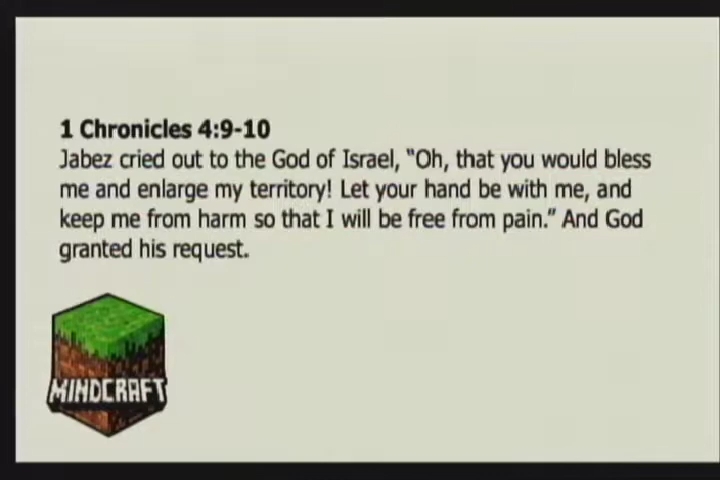 1 Chronicles 4:9-10
Jabez cried out to the God of Israel, “Oh, that you would bless
me and enlarge my territory! Let your hand be with me, and
keep me from harm so that I will be free from pain.” And God
granted his request.
MINDCRAFT